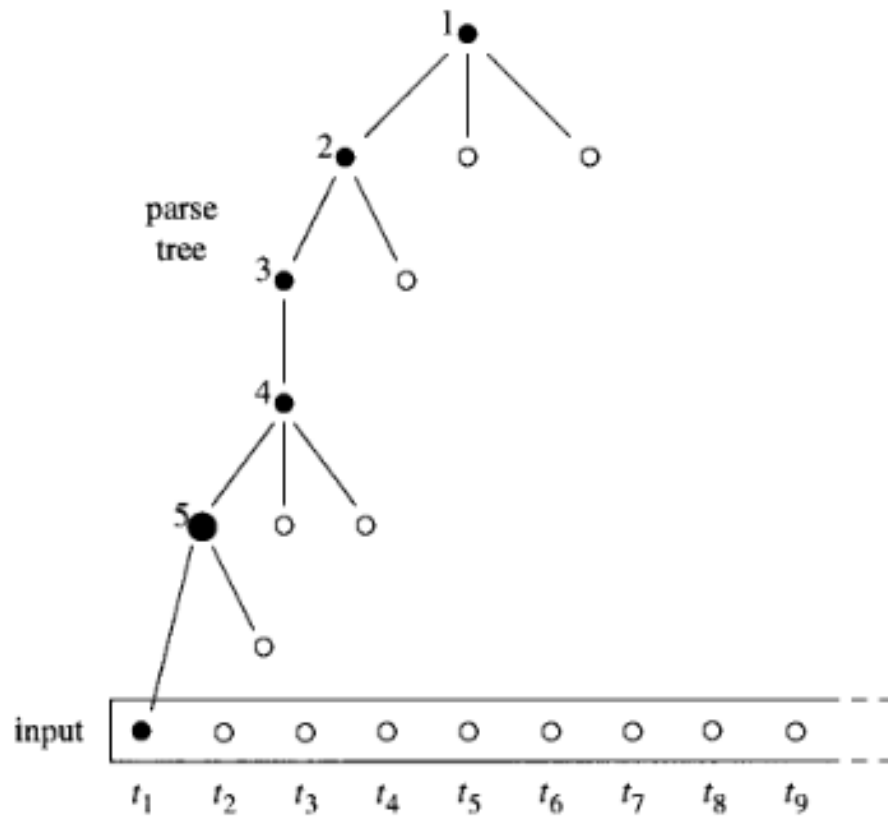 1
2
parse
tree
3
4
5
input
t₁ t₂ t₃ t₄ t₅ t₆ t₇ t₈ t₉